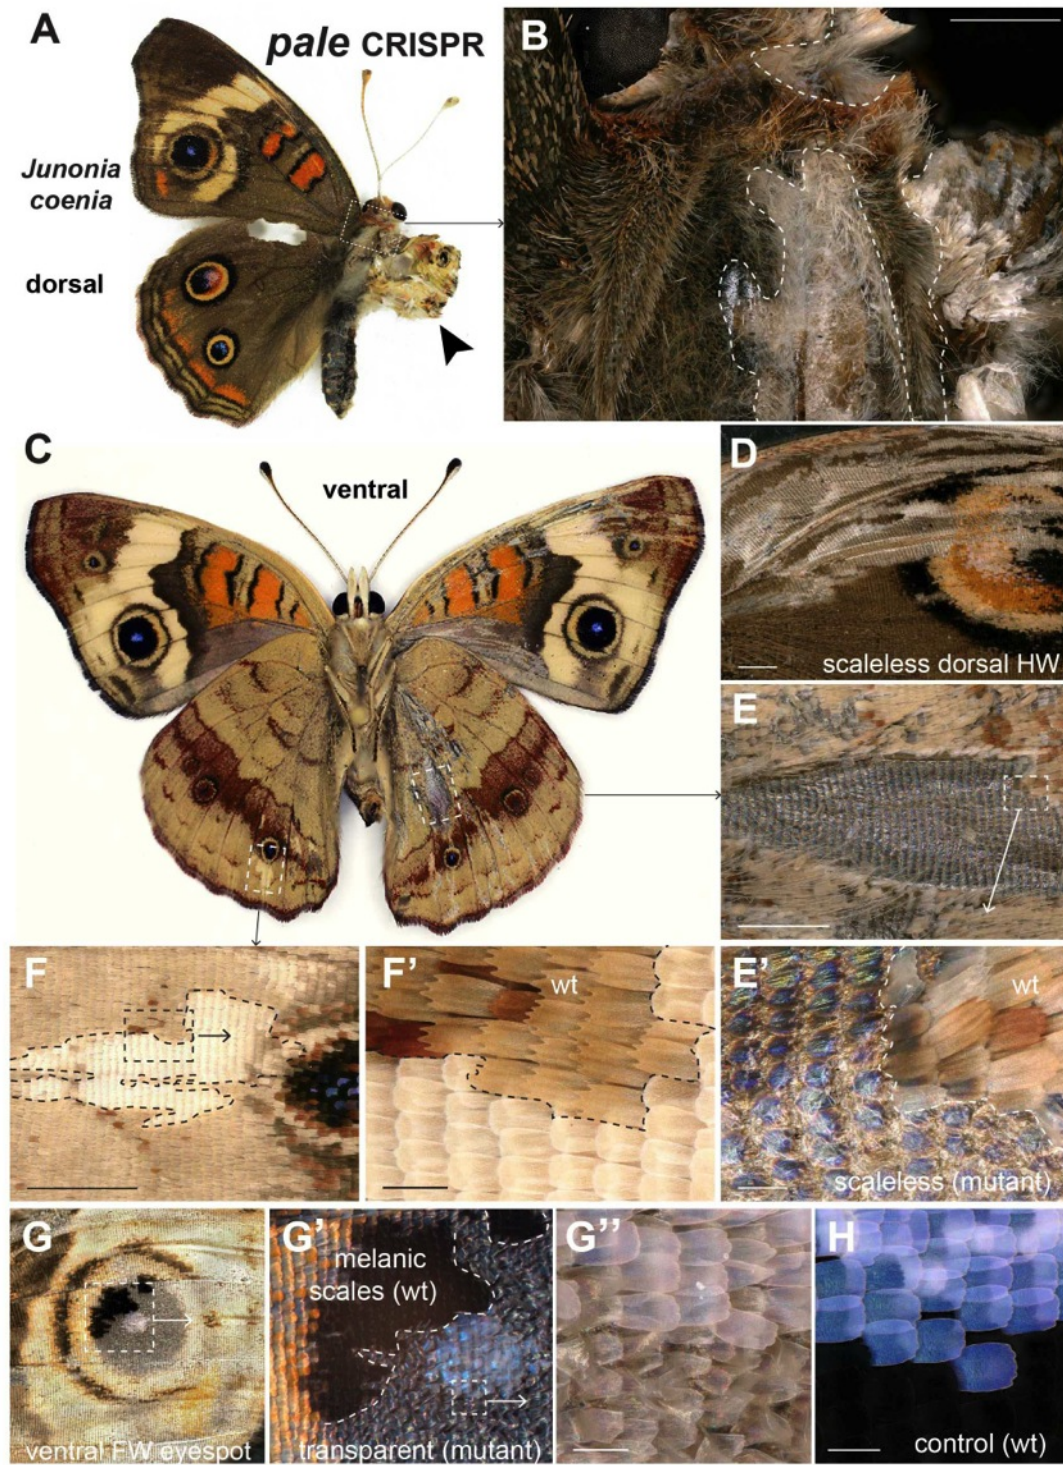 A
pale CRISPR
Junonia
coenia
dorsal
B
C
ventral
D
scaleless dorsal HW
E
F
F’
wt
E’
wt
scaleless (mutant)
G
ventral FW eyespot
G’
melanic
scales (wt)
transparent (mutant)
G’’
H
control (wt)